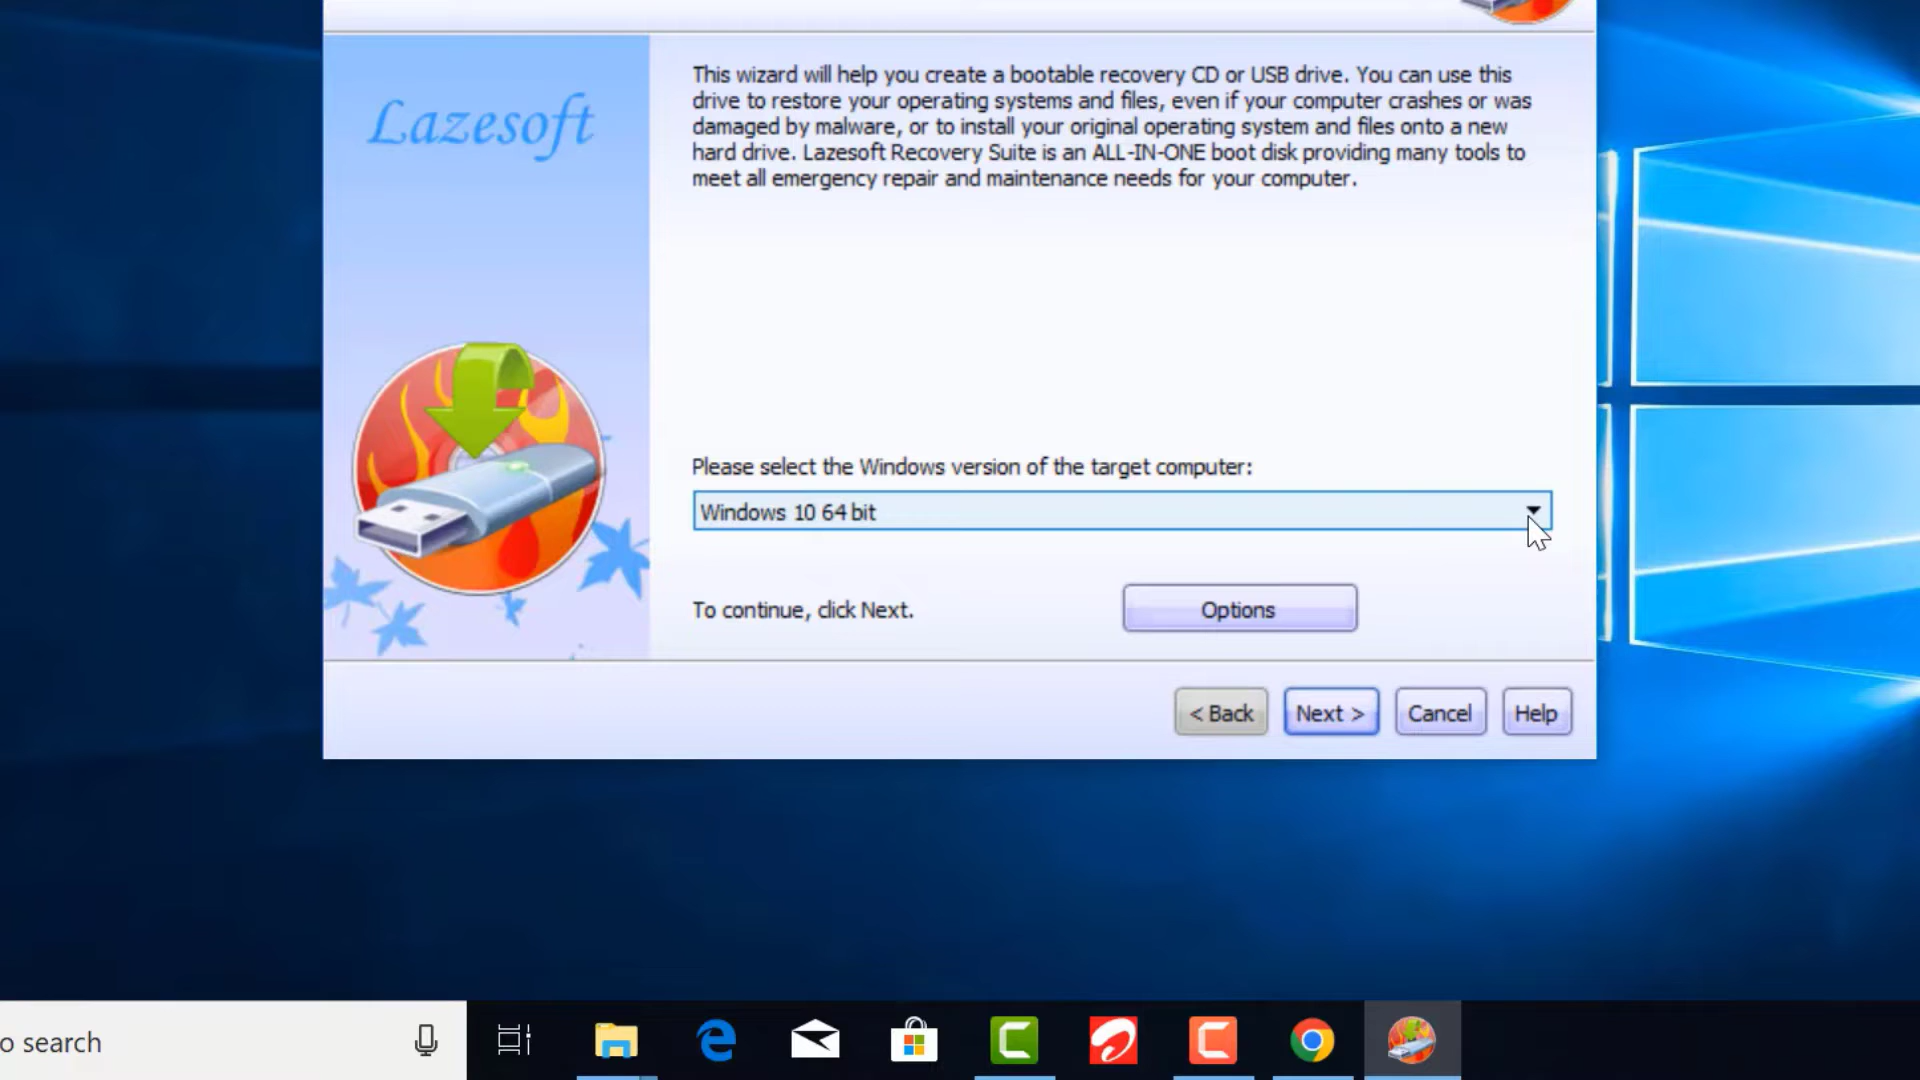 Lazesoft
This wizard will help you create a bootable recovery CD or USB drive. You can use this
drive to restore your operating systems and files, even if your computer crashes or was
damaged by malware, or to install your original operating system and files onto a new
hard drive. Lazesoft Recovery Suite is an ALL-IN-ONE boot disk providing many tools to
meet all emergency repair and maintenance needs for your computer.
Please select the Windows version of the target computer:
Windows 10 64 bit
To continue, click Next.
Options
< Back
Next >
Cancel
Help
o search